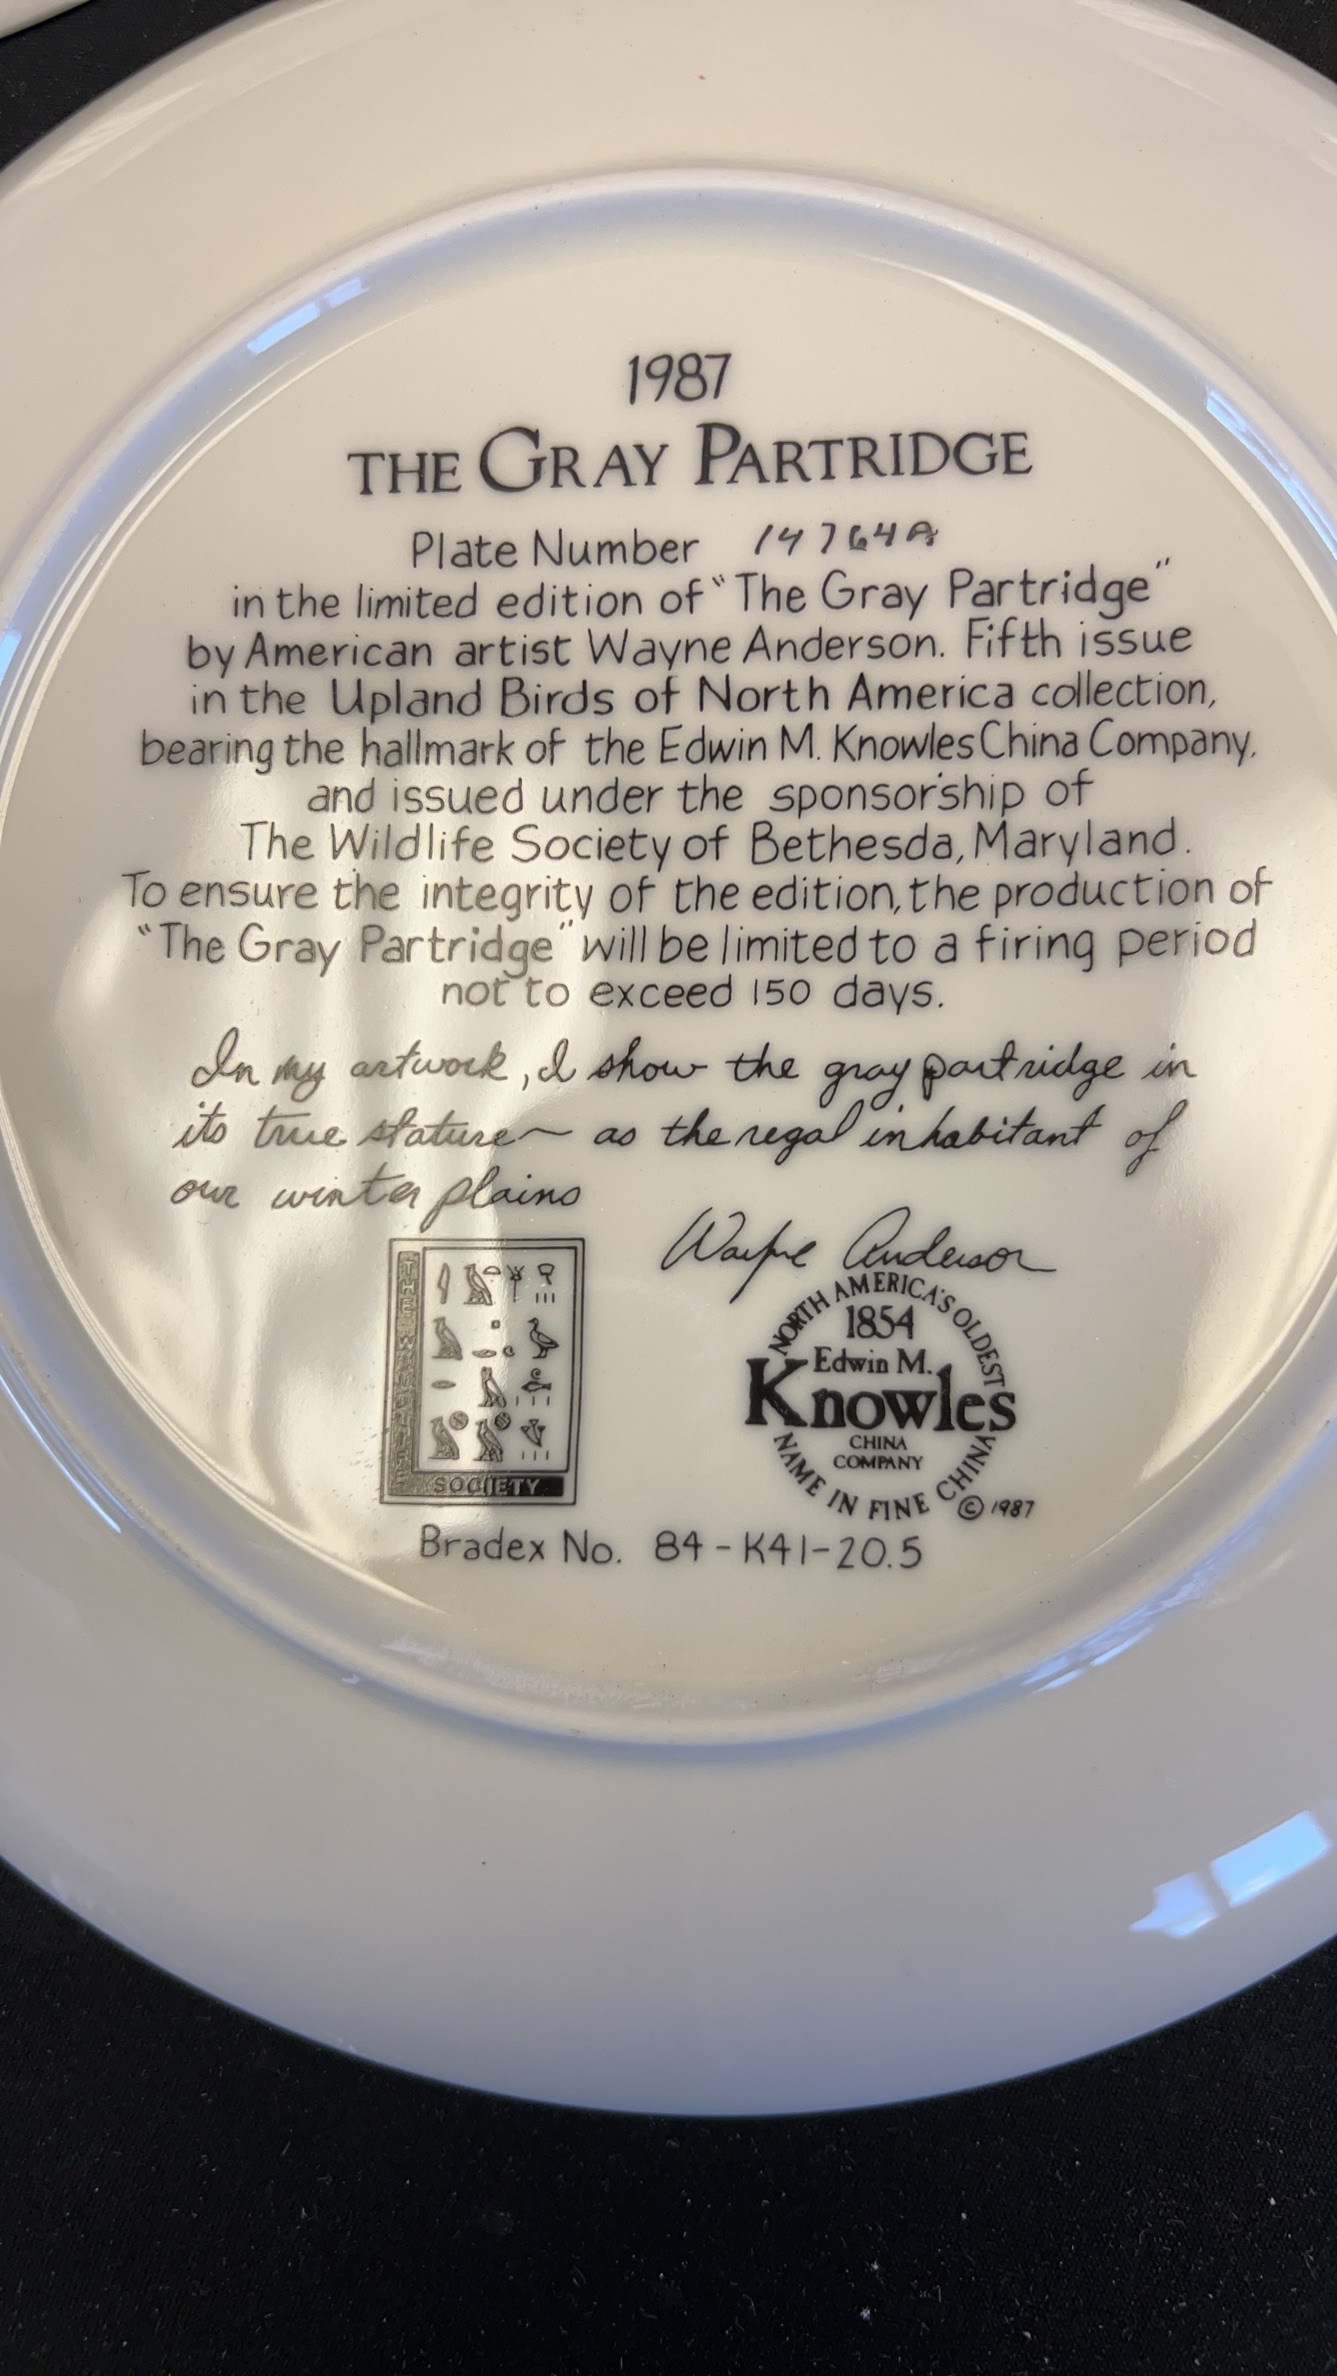 1987
THE GRAY PARTRIDGE
Plate Number 14764A
in the limited edition of "The Gray Partridge"
by American artist Wayne Anderson. Fifth issue
in the Upland Birds of North America collection,
bearing the hallmark of the Edwin M. Knowles China Company,
and issued under the sponsorship of
The Wildlife Society of Bethesda, Maryland.
To ensure the integrity of the edition, the production of
"The Gray Partridge" will be limited to a firing period
not to exceed 150 days.
In my artwork, I show the gray partridge in
its true stature~ as the regal inhabitant of
our winter plains
Wayne Anderson
THE WILDLIFE
SOCIETY
NORTH AMERICA'S OLDEST
1854
Edwin M.
Knowles
CHINA
COMPANY
NAME IN FINE CHINA
© 1987
Bradex No. 84-K41-20.5